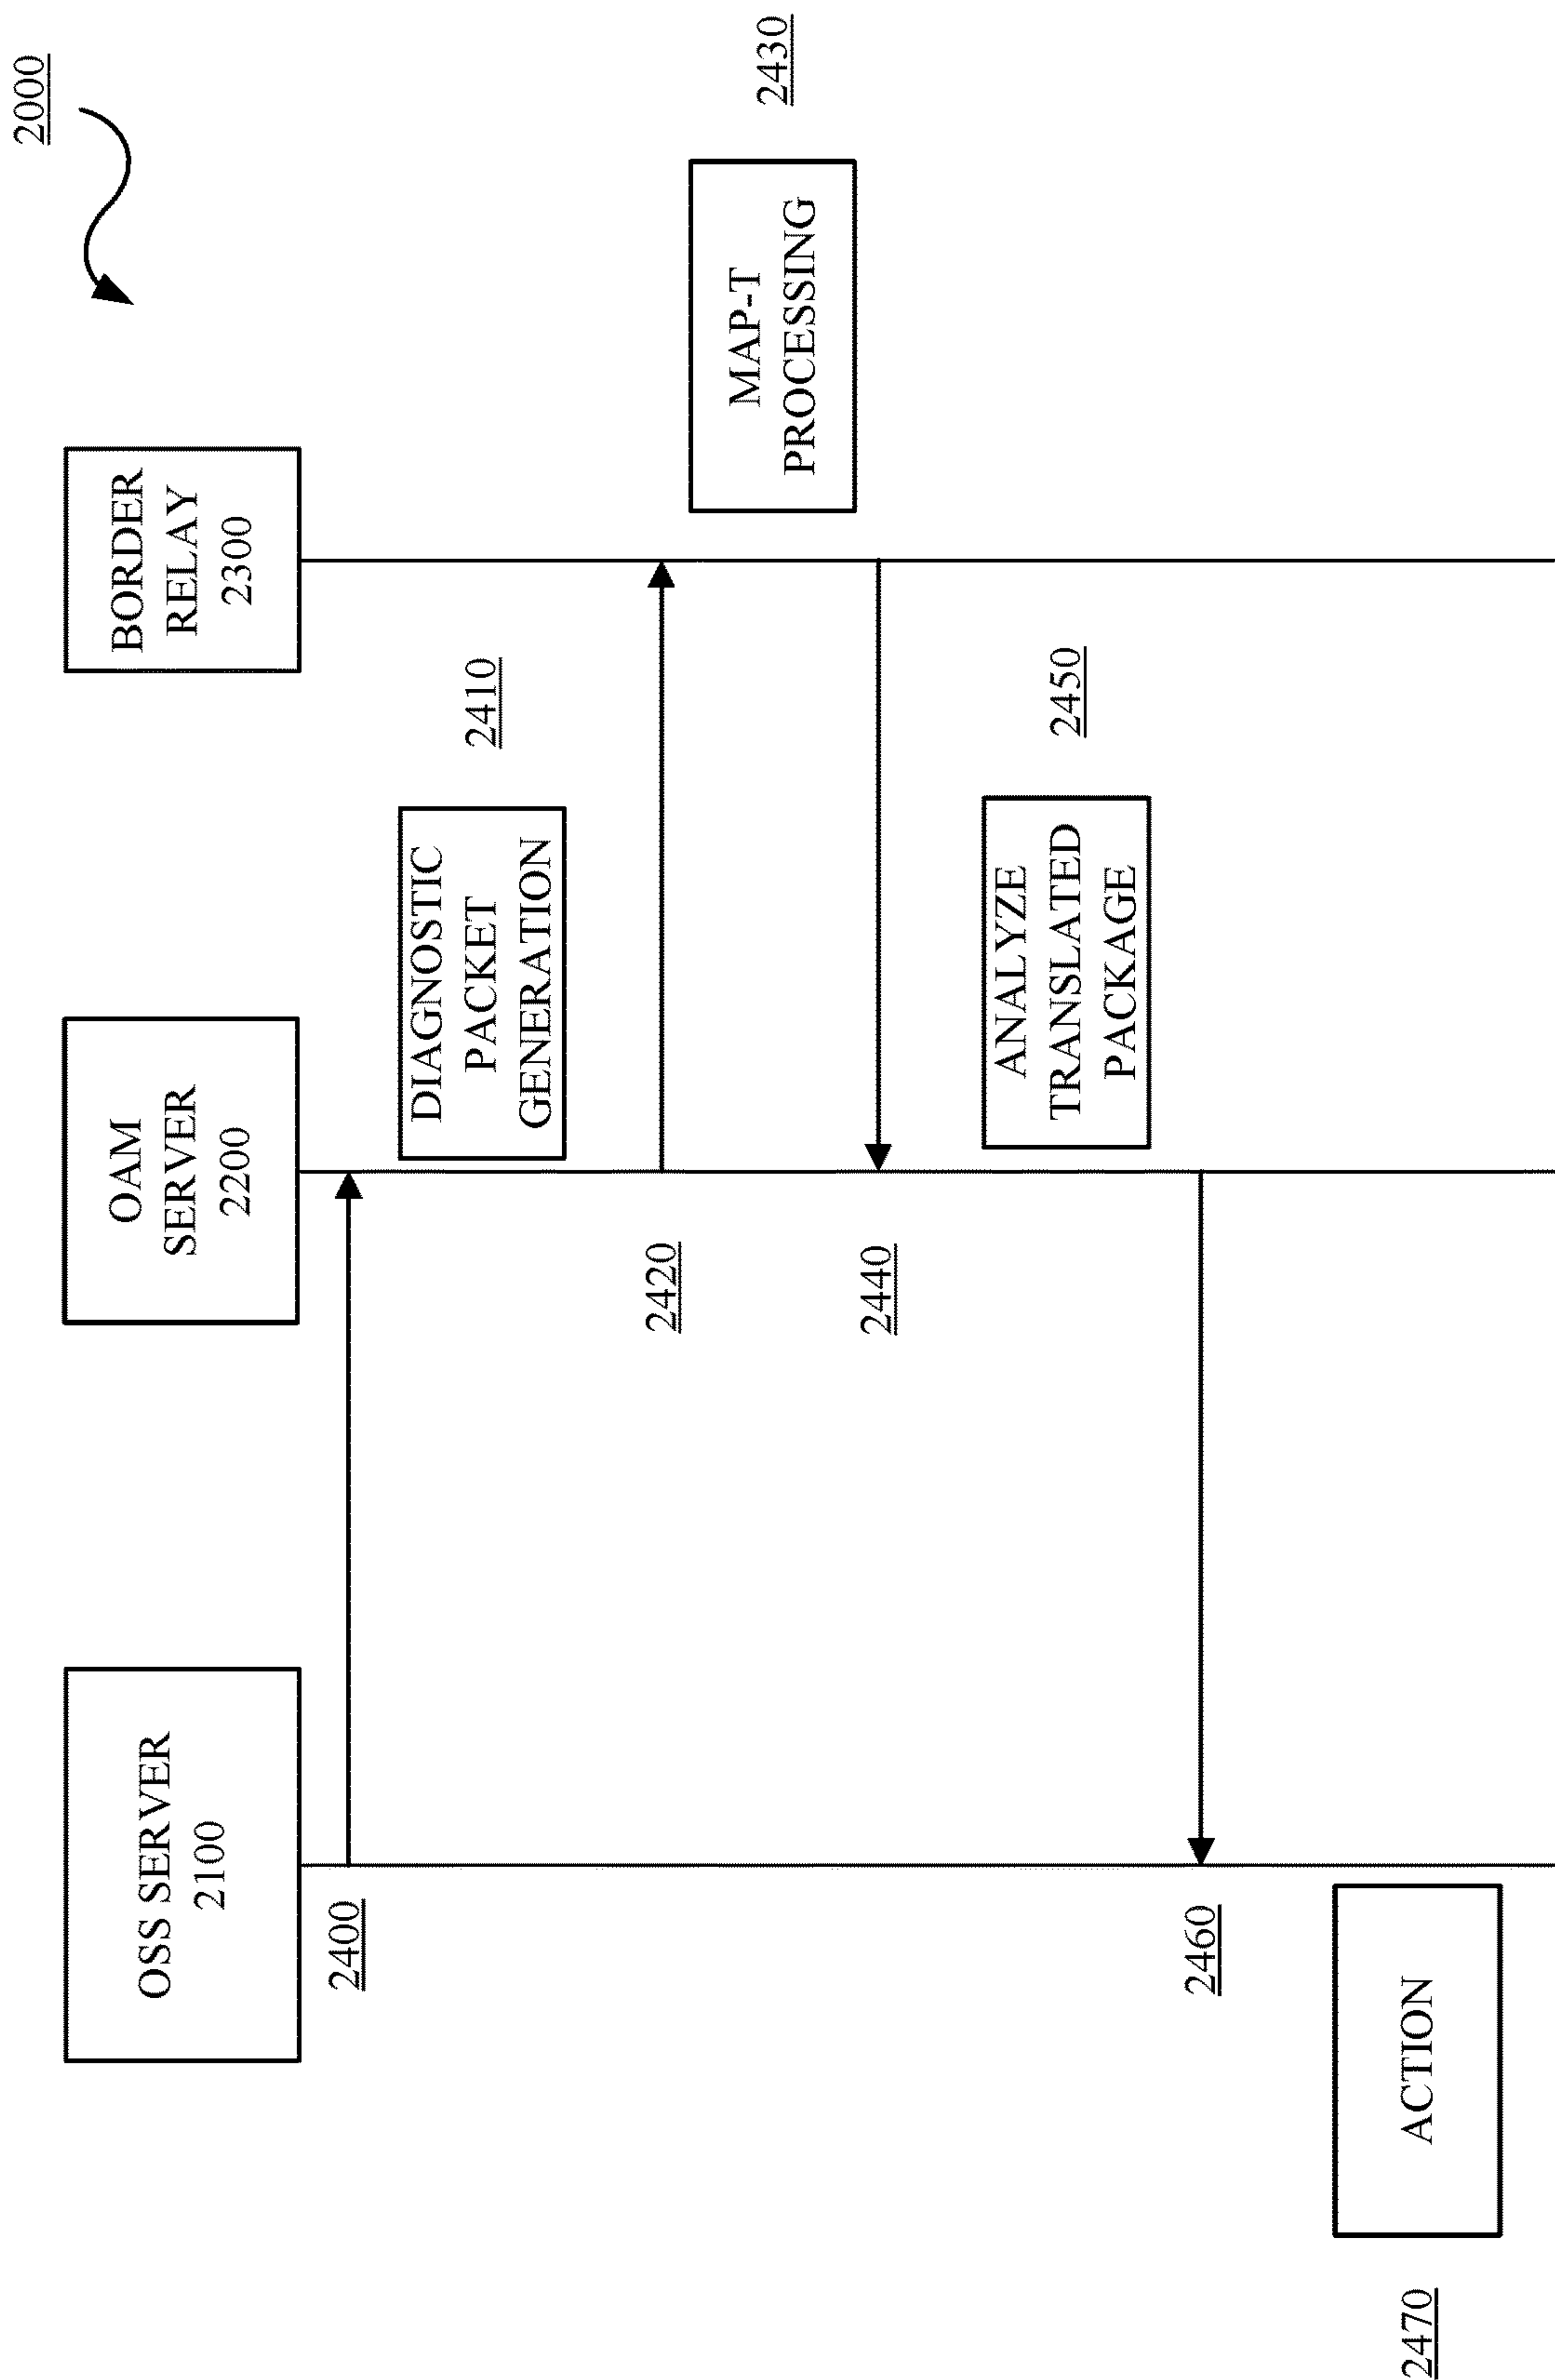 2000
OSS SERVER
2100
OAM
SERVER
2200
BORDER
RELAY
2300
2400
DIAGNOSTIC
PACKET
GENERATION
2410
2420
MAP-T
PROCESSING
2430
2440
ANALYZE
TRANSLATED
PACKAGE
2450
2460
ACTION
2470